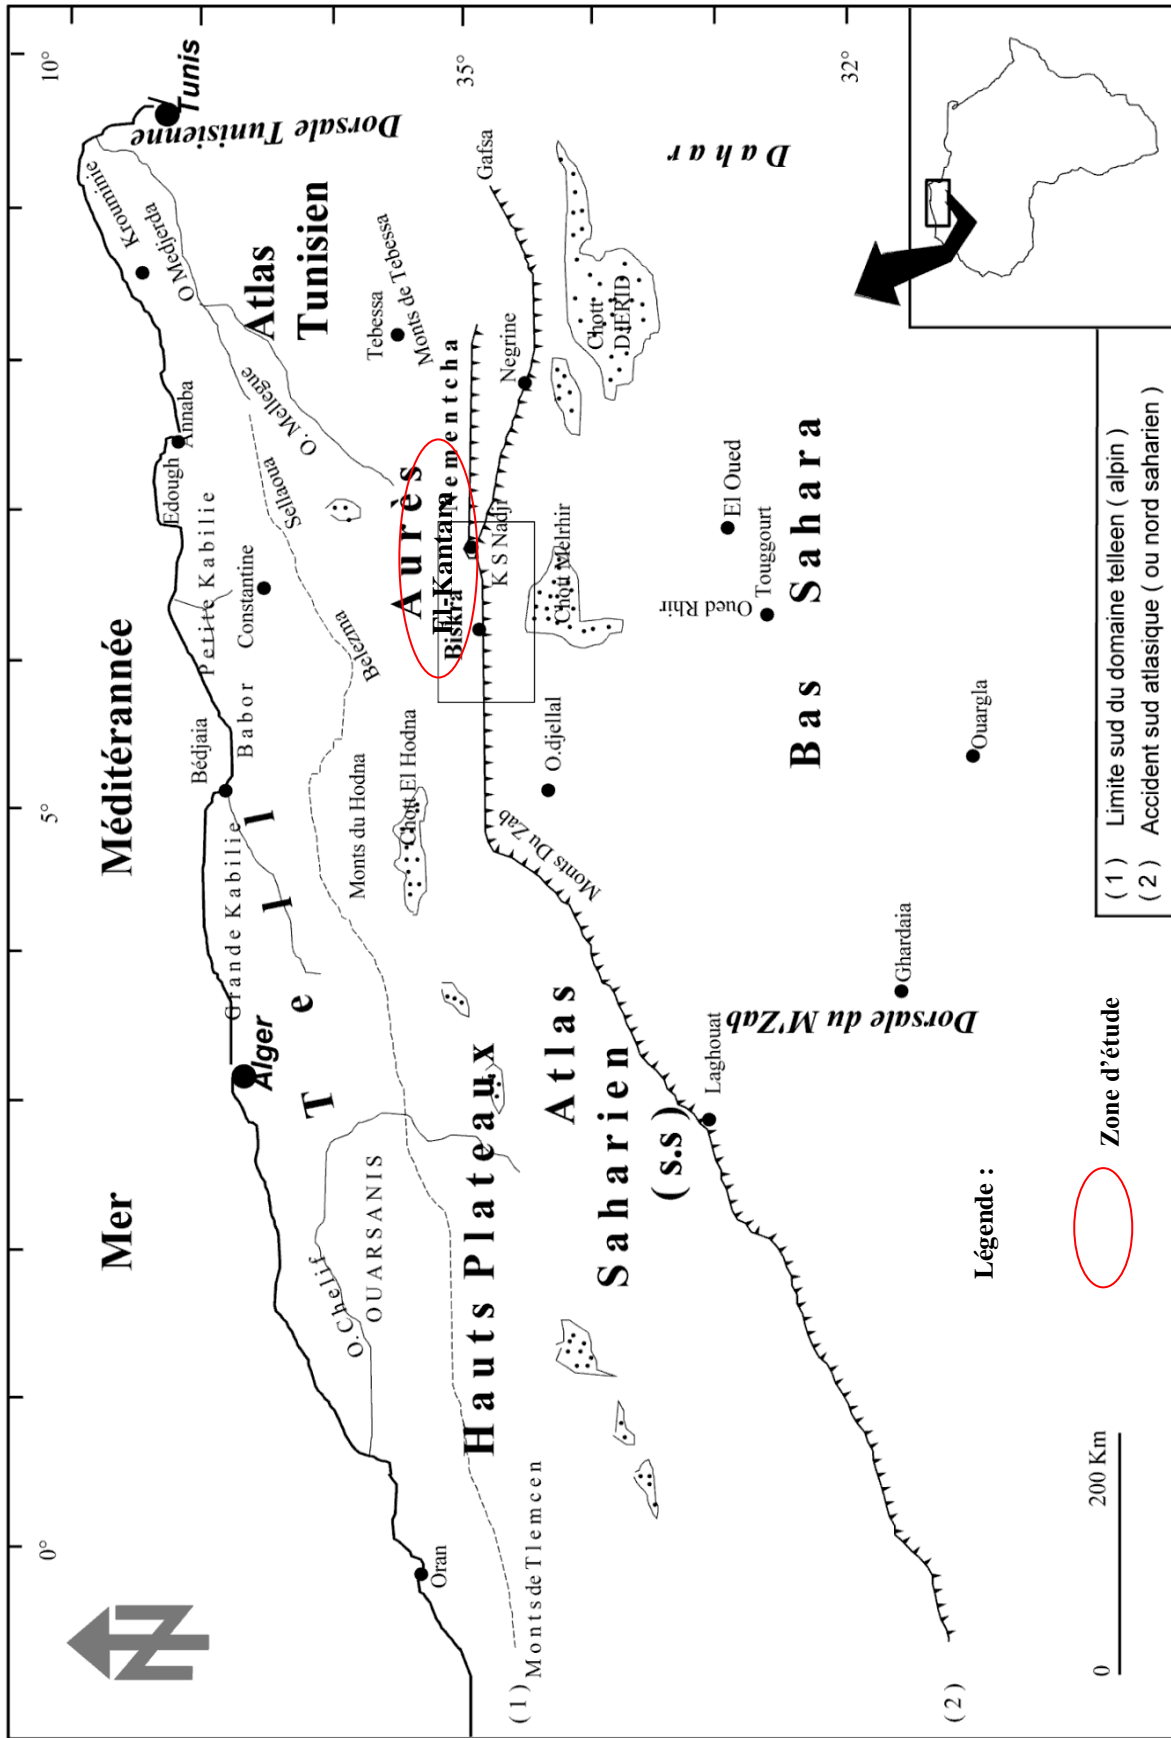 0°
5°
10°
Mer
Méditérannée
Tunis
Dorsale Tunisienne
Kroumirie
O Medjerda
Annaba
Edough
Petite Kabilie
Bédjaia
Babor
Constantine
Sellaoua
O. Mellegue
Atlas
Tunisien
Grande Kabilie
Alger
Tell
O. Chelif
OUARSANIS
Oran
Monts du Hodna
Chott El Hodna
Belezma
Aurès
Tebessa
Monts de Tebessa
Nementcha
El-Kantara
Biskra
K S Nadji
35°
Gafsa
Negrine
Hauts Plateaux
Monts de Tlemcen
( 1 )
Atlas
Saharien
( s.s )
Monts Du Zab
O.djellal
Chott Melrhir
Chott
DJERID
Dahar
Laghouat
Dorsale du M'Zab
Ghardaia
Oued Rhir
Touggourt
El Oued
Bas Sahara
Ouargla
32°
( 2 )
0
200 Km
Légende :
Zone d'étude
( 1 ) Limite sud du domaine telleen ( alpin )
( 2 ) Accident sud atlasique ( ou nord saharien )